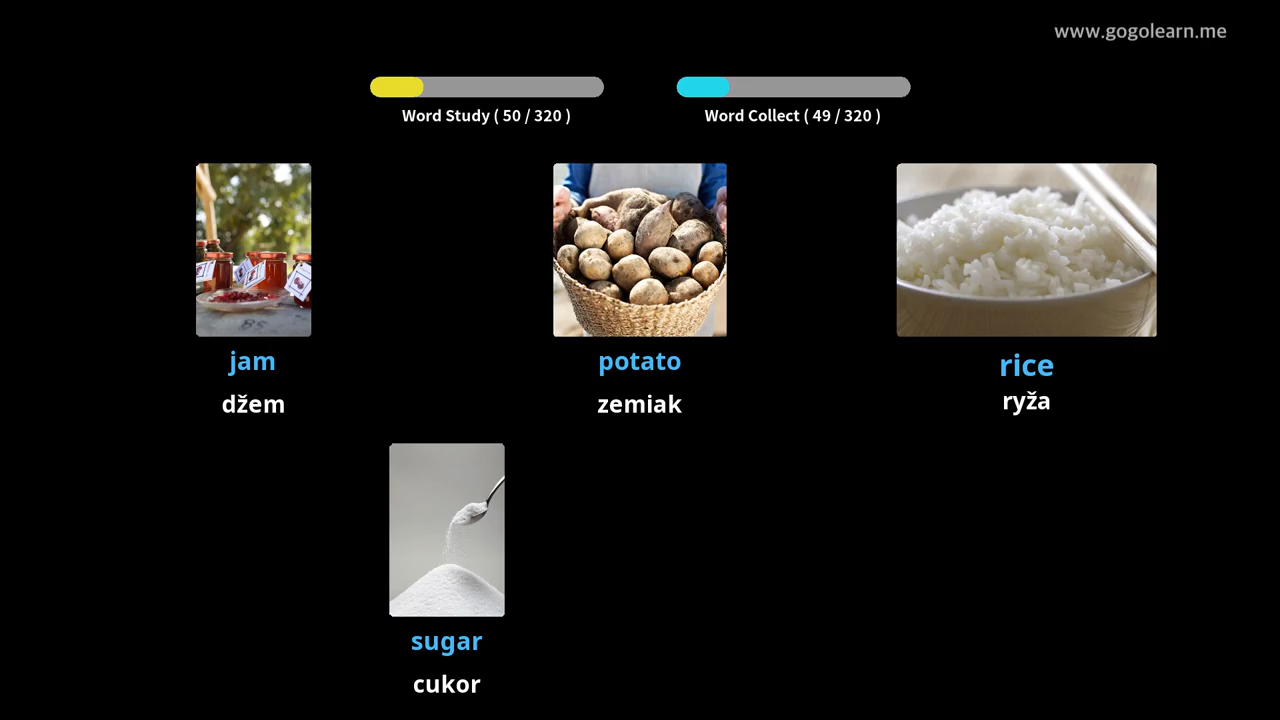 www.gogolearn.me
Word Study ( 50 / 320 )
Word Collect ( 49 / 320 )
jam
potato
rice
džem
zemiak
ryža
sugar
cukor